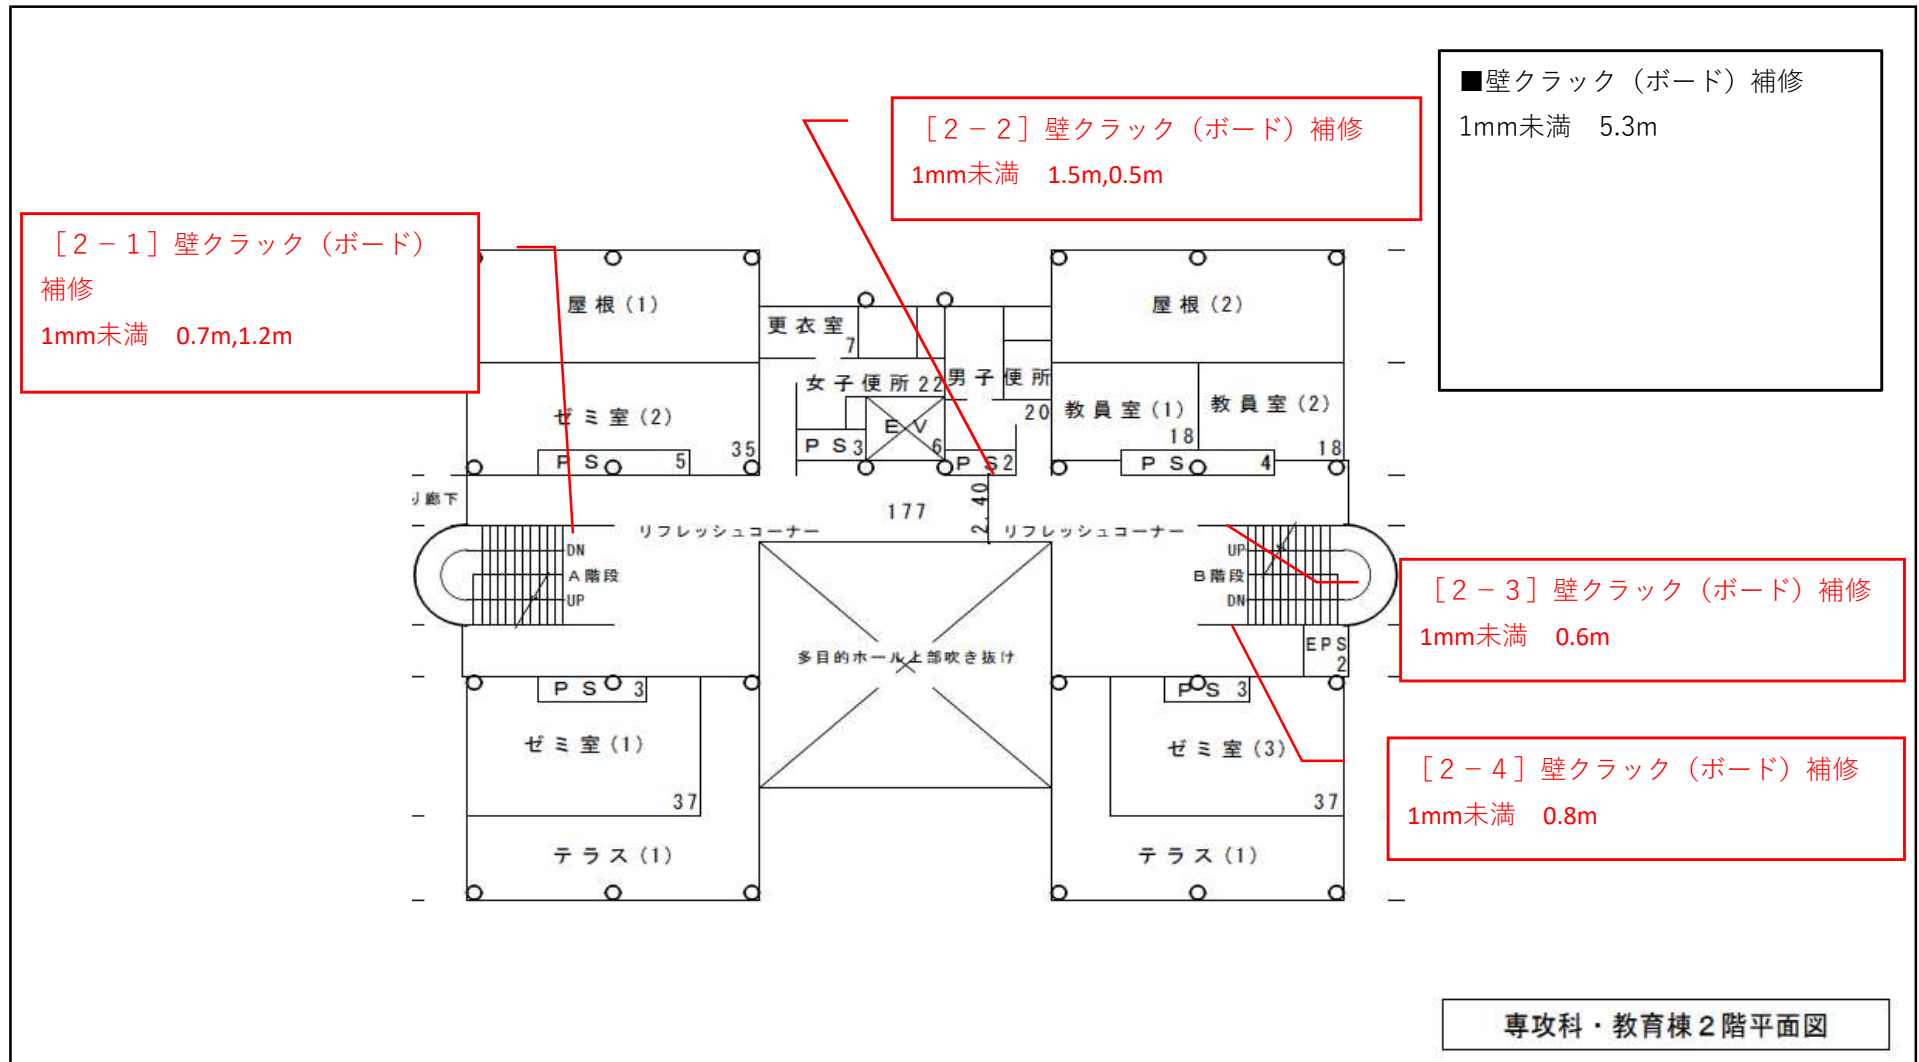 ■壁クラック（ボード）補修
1mm未満　5.3m
［２－２］壁クラック（ボード）補修
1mm未満　1.5m,0.5m
［２－１］壁クラック（ボード）
補修
1mm未満　0.7m,1.2m
屋根(1)
屋根(2)
更衣室
7
女子便所 22
男子便所
20
ゼミ室(2)
35
教員室(1)
18
教員室(2)
18
EV
6
PS 3
PS 2
PS 5
PS 4
り廊下
177
2.40
リフレッシュコーナー
リフレッシュコーナー
DN
A階段
UP
UP
B階段
DN
［２－３］壁クラック（ボード）補修
1mm未満　0.6m
多目的ホール上部吹き抜け
EPS
2
PS 3
PS 3
ゼミ室(1)
37
ゼミ室(3)
37
［２－４］壁クラック（ボード）補修
1mm未満　0.8m
テラス(1)
テラス(1)
専攻科・教育棟２階平面図